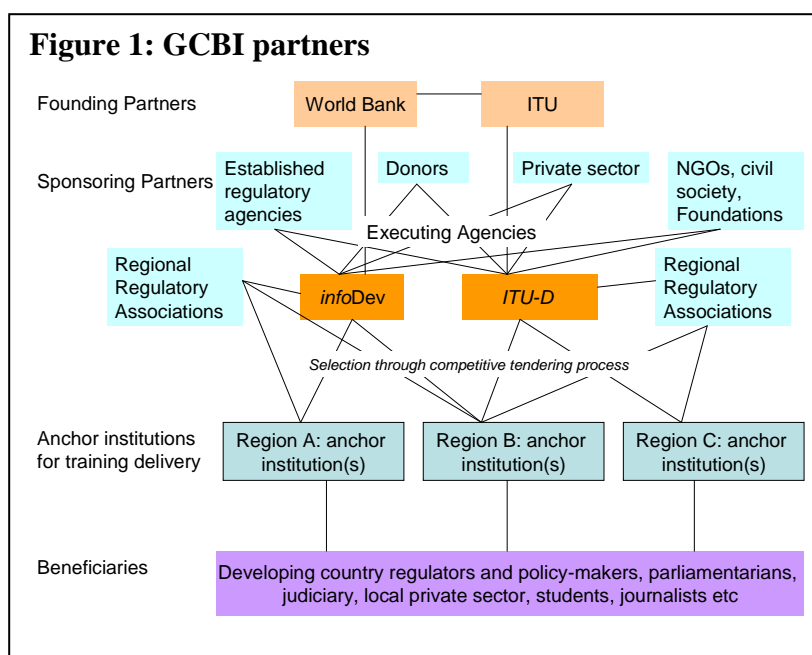 Figure 1: GCBI partners
Founding Partners
World Bank
ITU
Sponsoring Partners
Established
regulatory
agencies
Donors
Private sector
NGOs, civil
society,
Foundations
Executing Agencies
Regional
Regulatory
Associations
infoDev
ITU-D
Regional
Regulatory
Associations
Selection through competitive tendering process
Anchor institutions
for training delivery
Region A: anchor
institution(s)
Region B: anchor
institution(s)
Region C: anchor
institution(s)
Beneficiaries
Developing country regulators and policy-makers, parliamentarians,
judiciary, local private sector, students, journalists etc